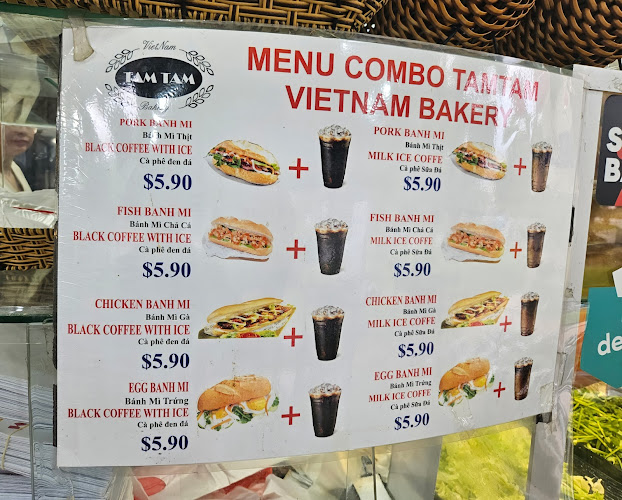 VietNam
TAM TAM
Bakery
MENU COMBO TAMTAM
VIETNAM BAKERY
PORK BANH MI
Bánh Mì Thịt
BLACK COFFEE WITH ICE
Cà phê đen đá
$5.90
+
PORK BANH MI
Bánh Mì Thịt
MILK ICE COFFE
Cà phê Sữa Đá
$5.90
+
FISH BANH MI
Bánh Mì Chả Cá
BLACK COFFEE WITH ICE
Cà phê đen đá
$5.90
+
FISH BANH MI
Bánh Mì Chả Cá
MILK ICE COFFE
Cà phê Sữa Đá
$5.90
+
CHICKEN BANH MI
Bánh Mì Gà
BLACK COFFEE WITH ICE
Cà phê đen đá
$5.90
+
CHICKEN BANH MI
Bánh Mì Gà
MILK ICE COFFE
Cà phê Sữa Đá
$5.90
+
EGG BANH MI
Bánh Mì Trứng
BLACK COFFEE WITH ICE
Cà phê đen đá
$5.90
+
EGG BANH MI
Bánh Mì Trứng
MILK ICE COFFE
Cà phê Sữa Đá
$5.90
+
S
BA
de